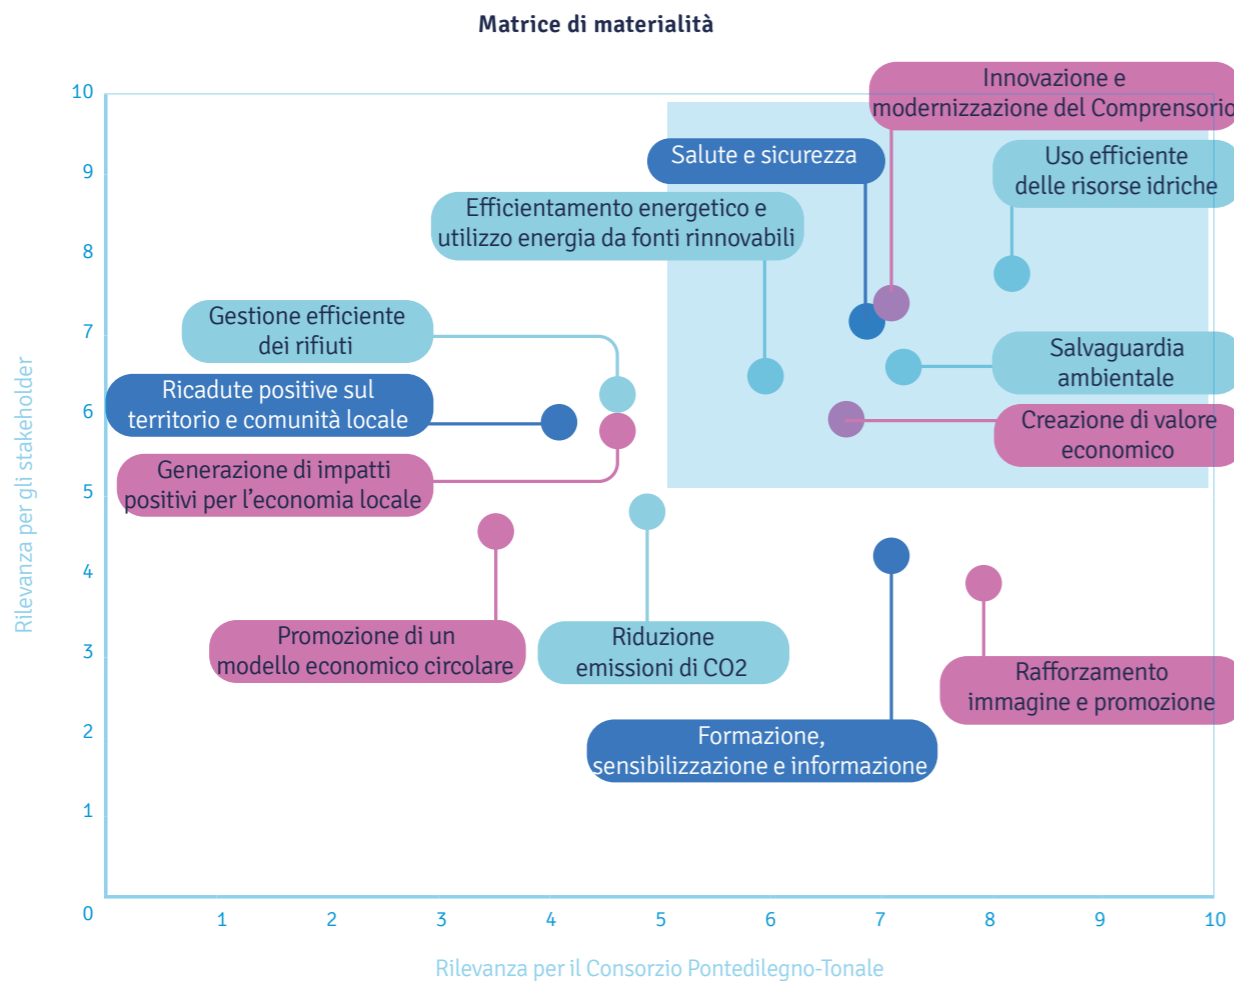 Matrice di materialità
Rilevanza per gli stakeholder
10
9
8
7
6
5
4
3
2
1
0
Innovazione e
modernizzazione del Comprensorio
Salute e sicurezza
Uso efficiente
delle risorse idriche
Efficientamento energetico e
utilizzo energia da fonti rinnovabili
Gestione efficiente
dei rifiuti
Salvaguardia
ambientale
Ricadute positive sul
territorio e comunità locale
Creazione di valore
economico
Generazione di impatti
positivi per l’economia locale
Promozione di un
modello economico circolare
Riduzione
emissioni di CO2
Rafforzamento
immagine e promozione
Formazione,
sensibilizzazione e informazione
1
2
3
4
5
6
7
8
9
10
Rilevanza per il Consorzio Pontedilegno-Tonale